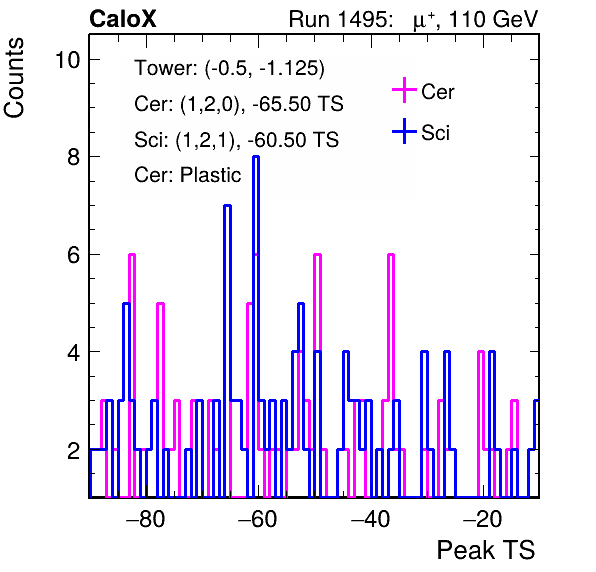 CaloX Run 1495: μ⁺, 110 GeV
Counts
Tower: (-0.5, -1.125)
Cer: (1,2,0), -65.50 TS
Sci: (1,2,1), -60.50 TS
Cer: Plastic
Cer
Sci
10
8
6
4
2
−80 −60 −40 −20
Peak TS